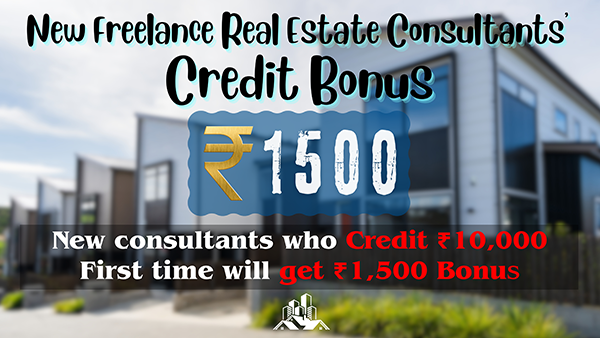 New Freelance Real Estate Consultants'
Credit Bonus
₹1500
New consultants who Credit ₹10,000
First time will get ₹1,500 Bonus